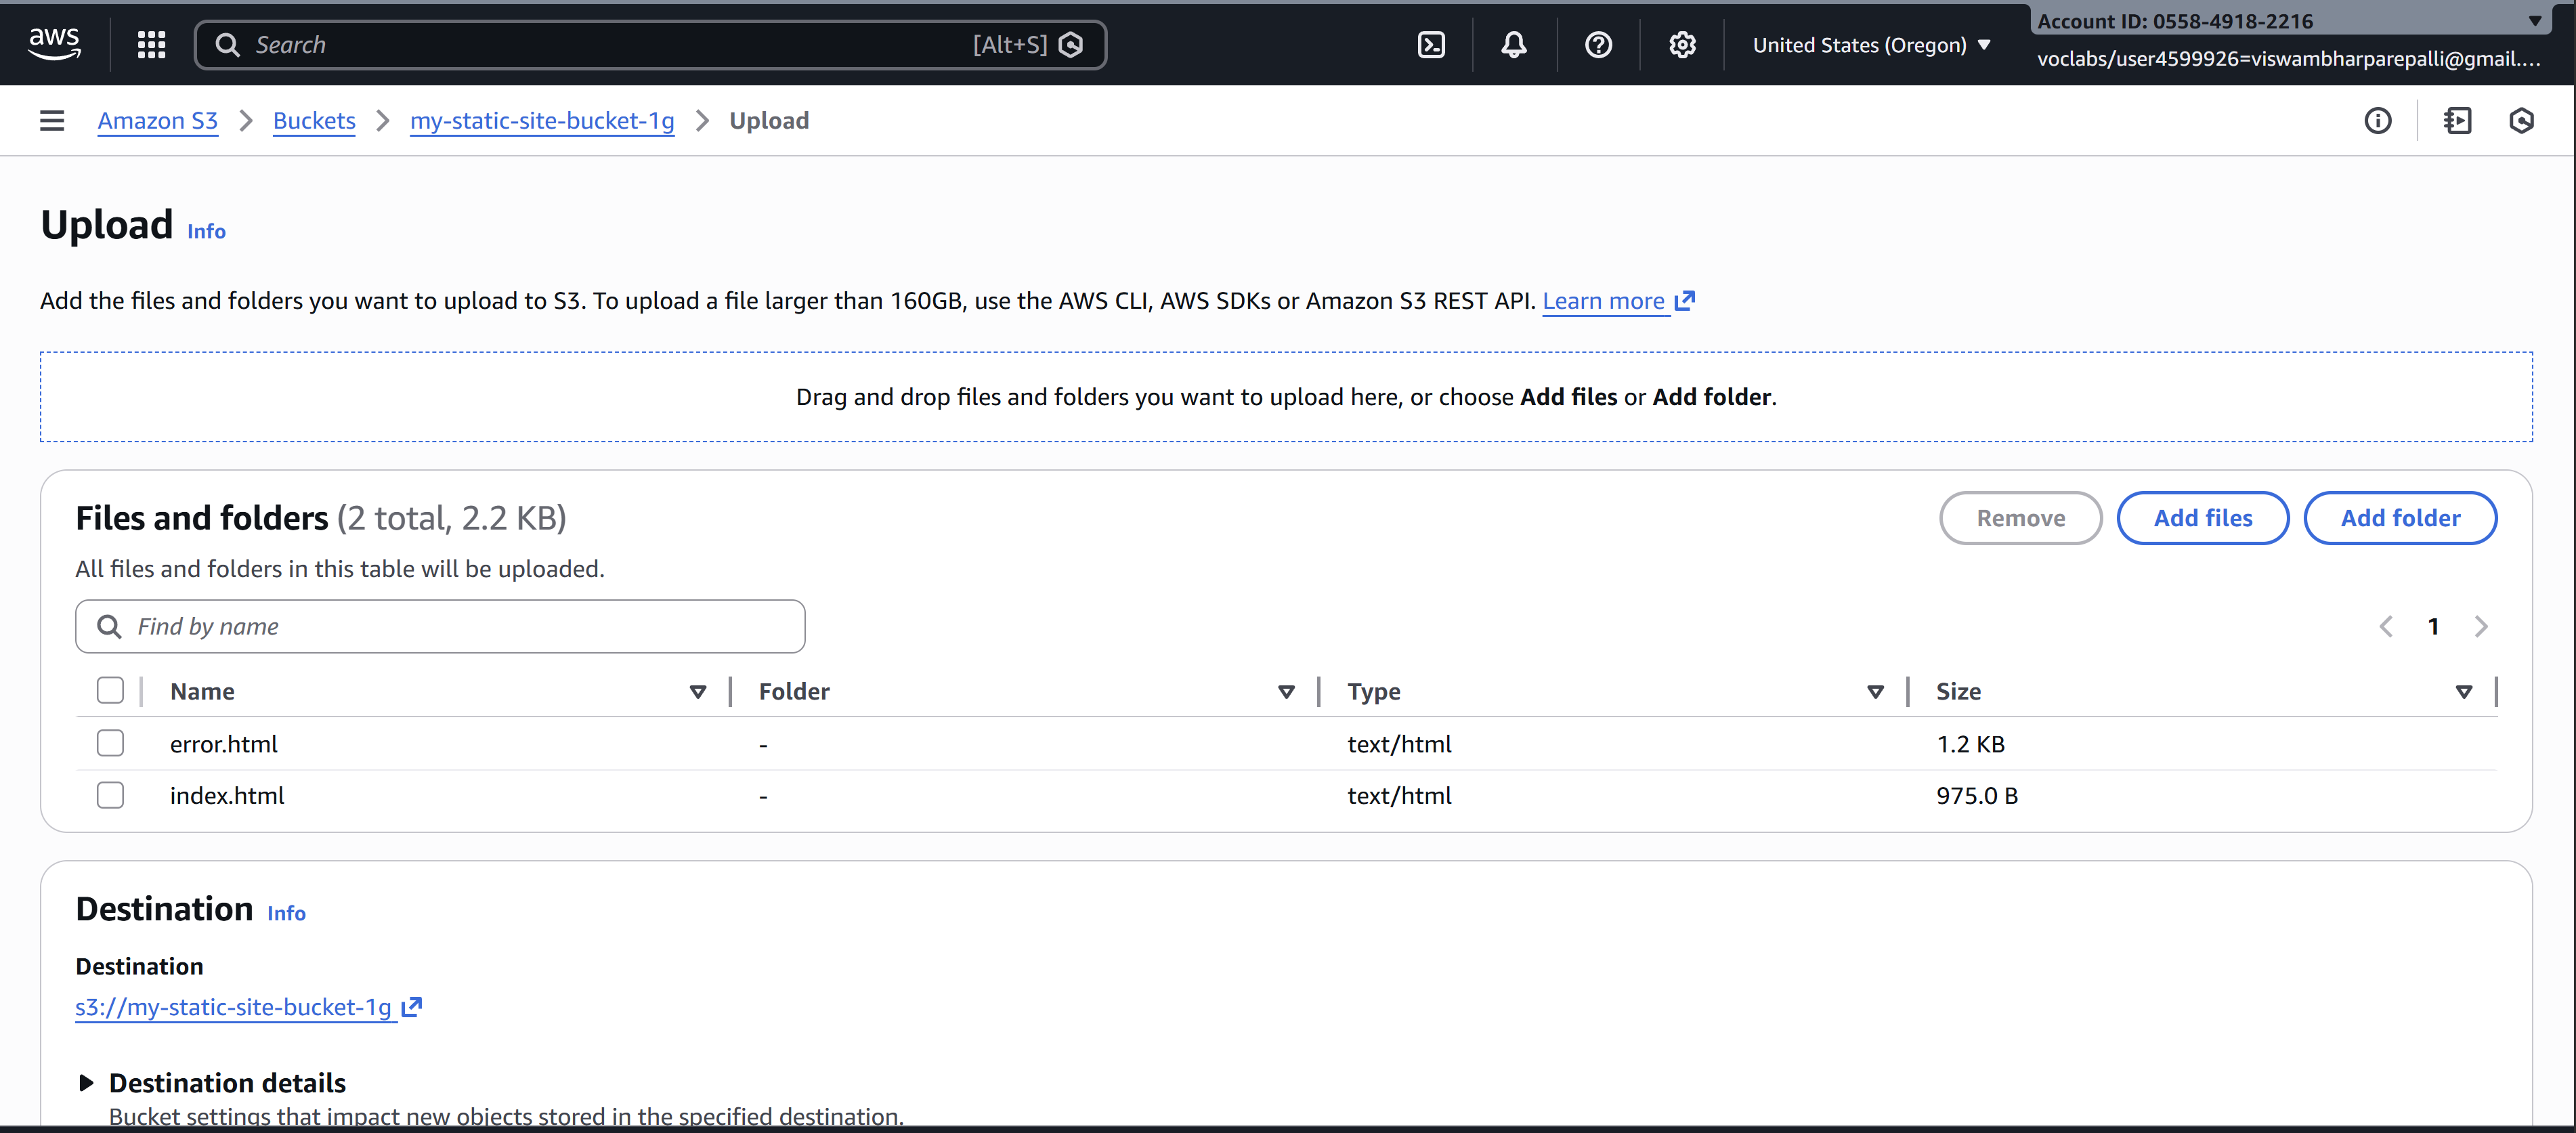 aws
Search [Alt+S]
United States (Oregon)
Account ID: 0558-4918-2216
voclabs/user4599926=viswambharparepalli@gmail....
Amazon S3 Buckets my-static-site-bucket-1g Upload
Upload Info
Add the files and folders you want to upload to S3. To upload a file larger than 160GB, use the AWS CLI, AWS SDKs or Amazon S3 REST API. Learn more
Drag and drop files and folders you want to upload here, or choose Add files or Add folder.
Files and folders (2 total, 2.2 KB)
Remove Add files Add folder
All files and folders in this table will be uploaded.
Find by name
1
Name Folder Type Size
error.html - text/html 1.2 KB
index.html - text/html 975.0 B
Destination Info
Destination
s3://my-static-site-bucket-1g
Destination details
Bucket settings that impact new objects stored in the specified destination.